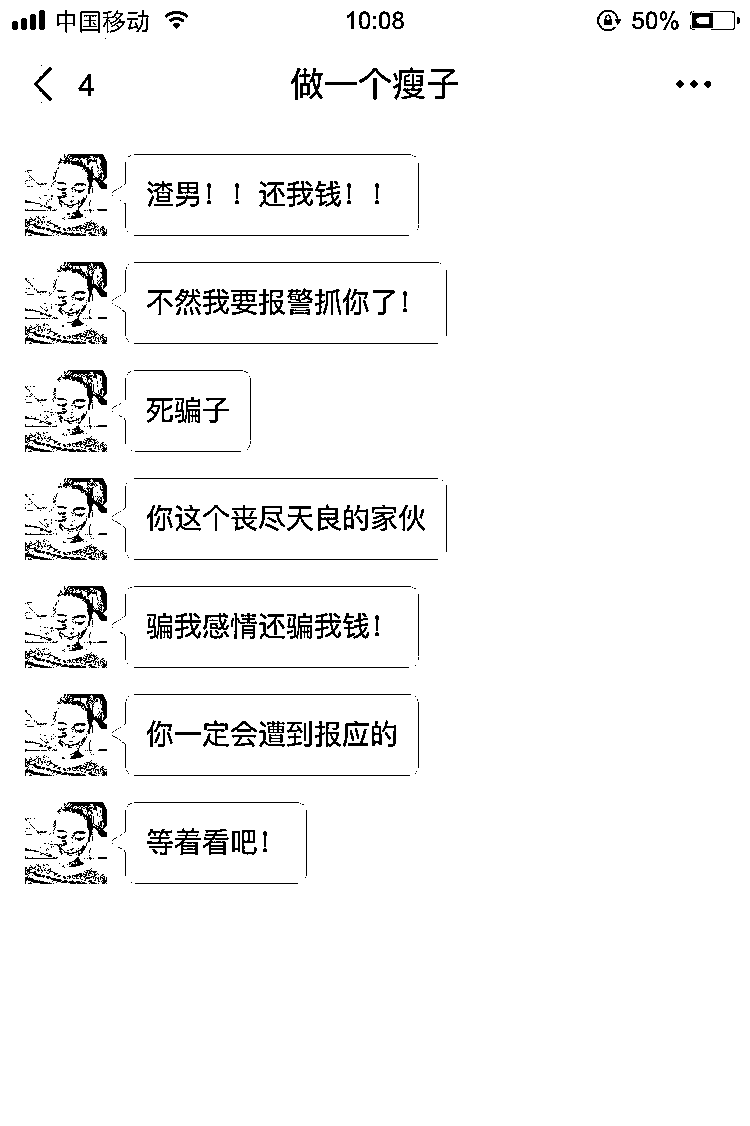 中国移动 10:08 50%
4 做一个瘦子
渣男！！还我钱！！
不然我要报警抓你了！
死骗子
你这个丧尽天良的家伙
骗我感情还骗我钱！
你一定会遭到报应的
等着看吧！